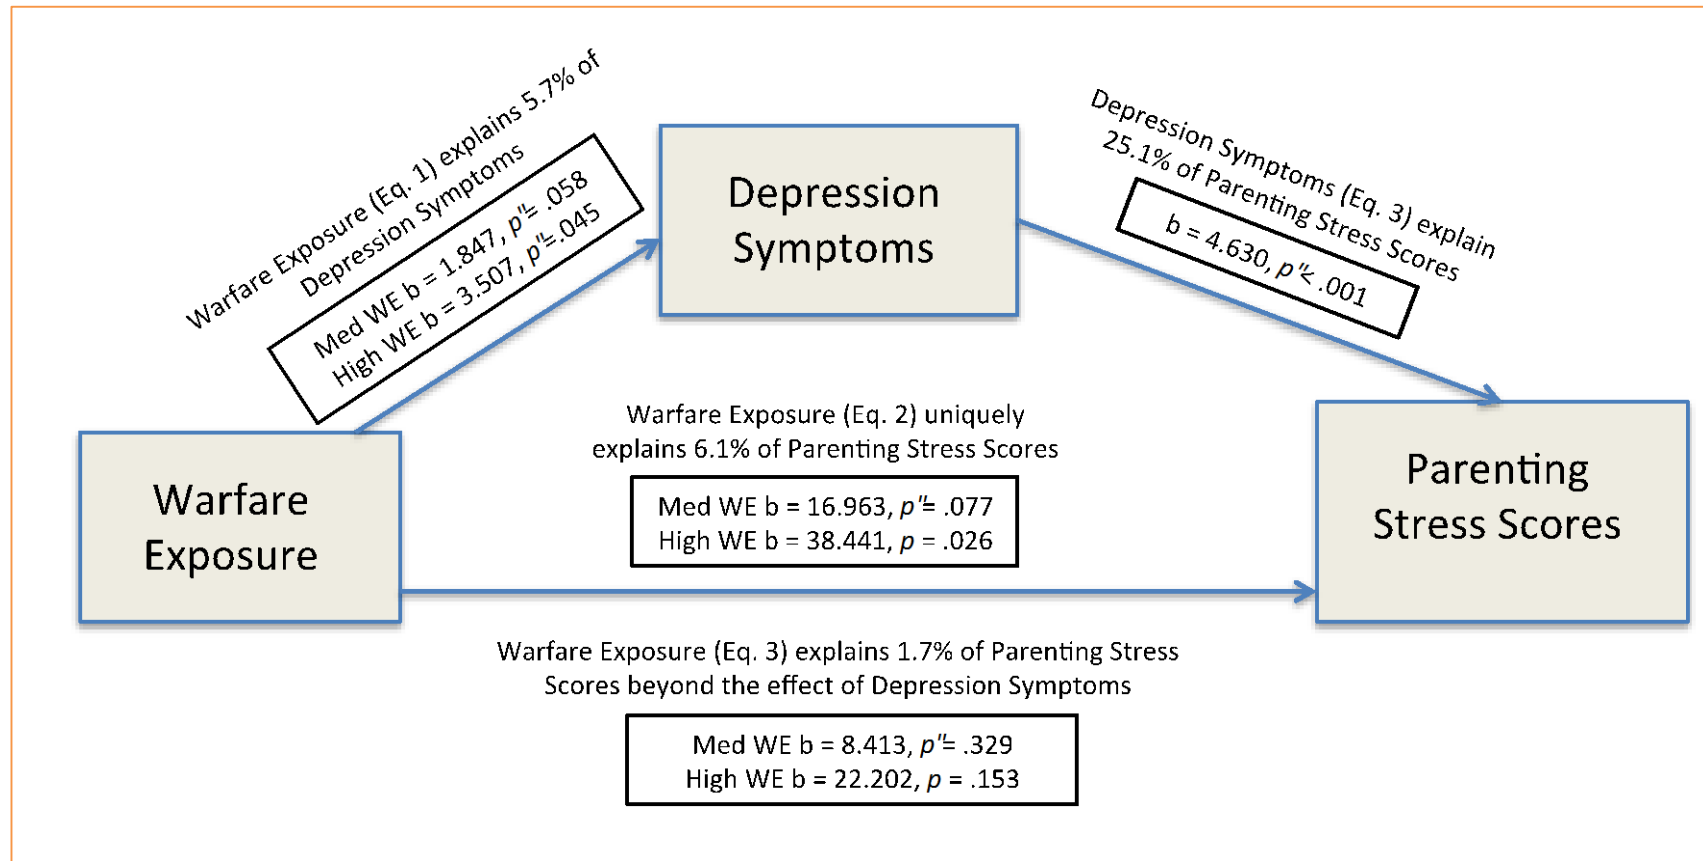 Warfare Exposure (Eq. 1) explains 5.7% of
Depression Symptoms
Med WE b = 1.847, p"= .058
High WE b = 3.507, p"=.045
Depression
Symptoms
Depression Symptoms (Eq. 3) explain
25.1% of Parenting Stress Scores
b = 4.630, p"< .001
Warfare
Exposure
Warfare Exposure (Eq. 2) uniquely
explains 6.1% of Parenting Stress Scores
Med WE b = 16.963, p"= .077
High WE b = 38.441, p = .026
Parenting
Stress Scores
Warfare Exposure (Eq. 3) explains 1.7% of Parenting Stress
Scores beyond the effect of Depression Symptoms
Med WE b = 8.413, p"= .329
High WE b = 22.202, p = .153